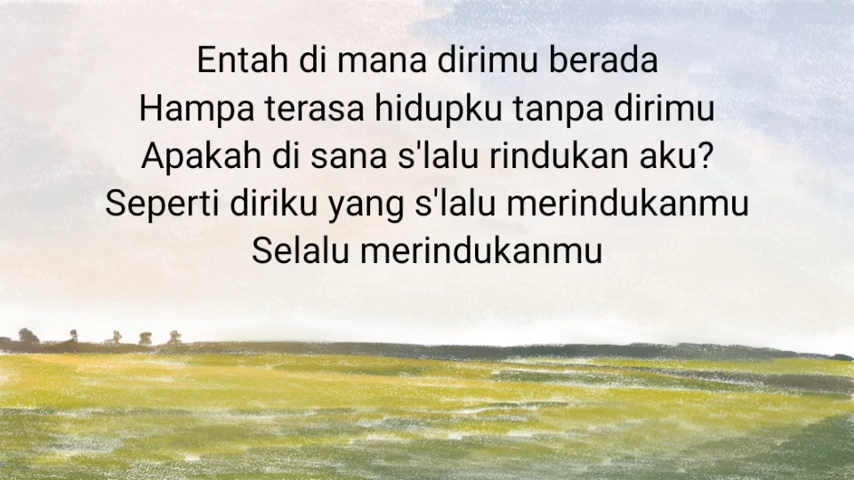 Entah di mana dirimu berada
Hampa terasa hidupku tanpa dirimu
Apakah di sana s'lalu rindukan aku?
Seperti diriku yang s'lalu merindukanmu
Selalu merindukanmu